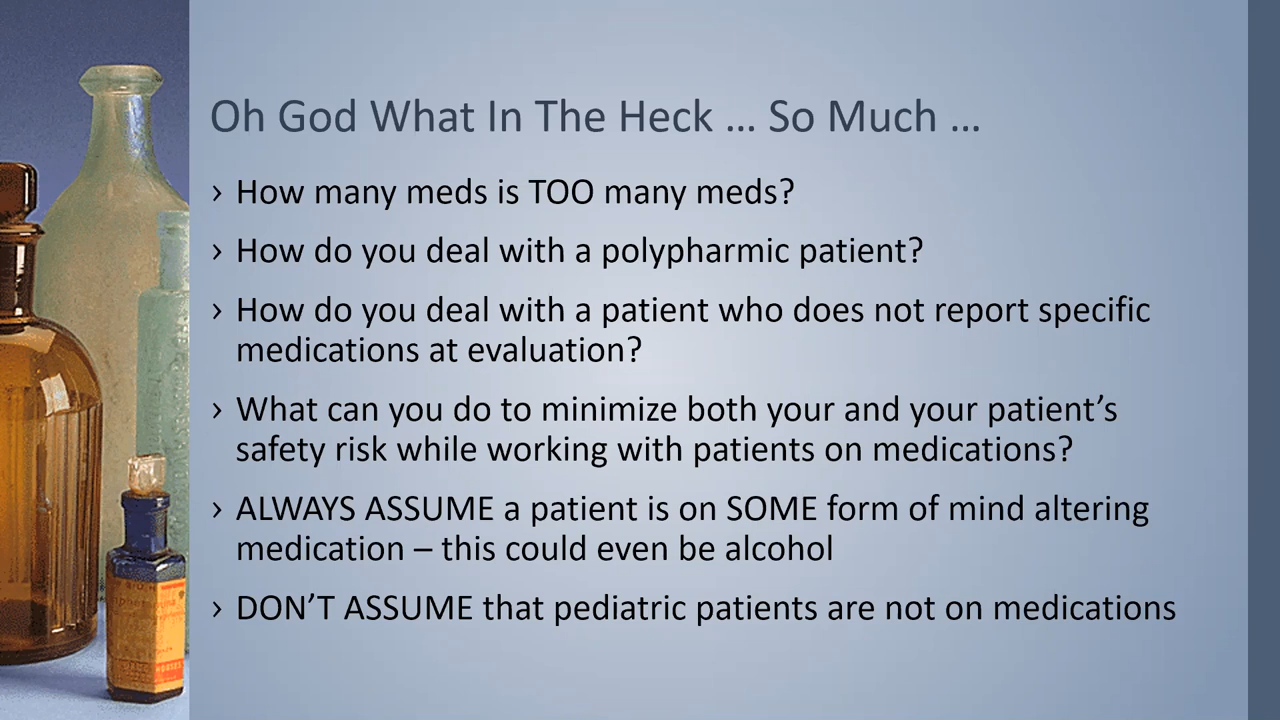 Oh God What In The Heck … So Much …
› How many meds is TOO many meds?
› How do you deal with a polypharmic patient?
› How do you deal with a patient who does not report specific
medications at evaluation?
› What can you do to minimize both your and your patient’s
safety risk while working with patients on medications?
› ALWAYS ASSUME a patient is on SOME form of mind altering
medication – this could even be alcohol
› DON’T ASSUME that pediatric patients are not on medications